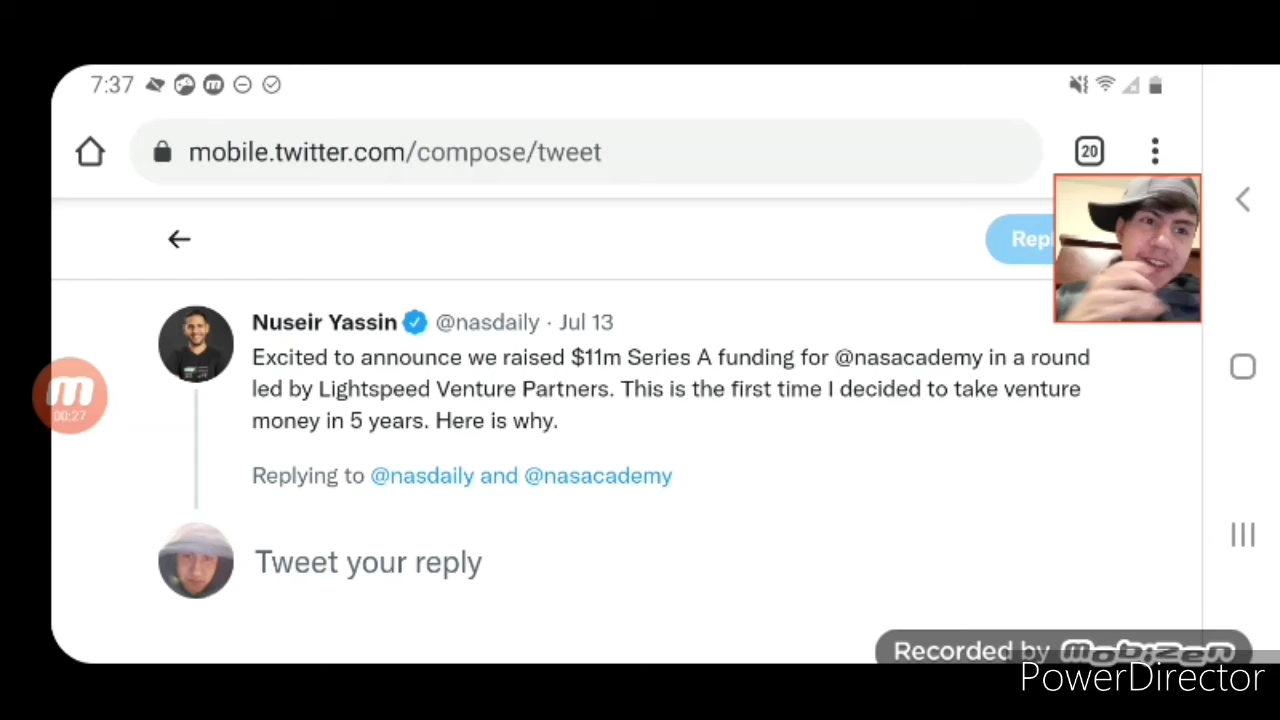 7:37
mobile.twitter.com/compose/tweet
20
Repl
Nuseir Yassin @nasdaily · Jul 13
Excited to announce we raised $11m Series A funding for @nasacademy in a round
led by Lightspeed Venture Partners. This is the first time I decided to take venture
money in 5 years. Here is why.
00:27
Replying to @nasdaily and @nasacademy
Tweet your reply
Recorded by mobizen
PowerDirector